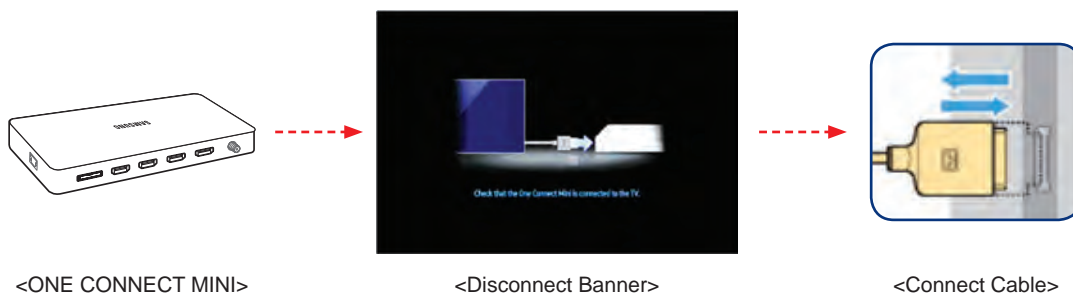 SAMSUNG
Check that the One Connect Mini is connected to the TV.
<ONE CONNECT MINI>
<Disconnect Banner>
<Connect Cable>